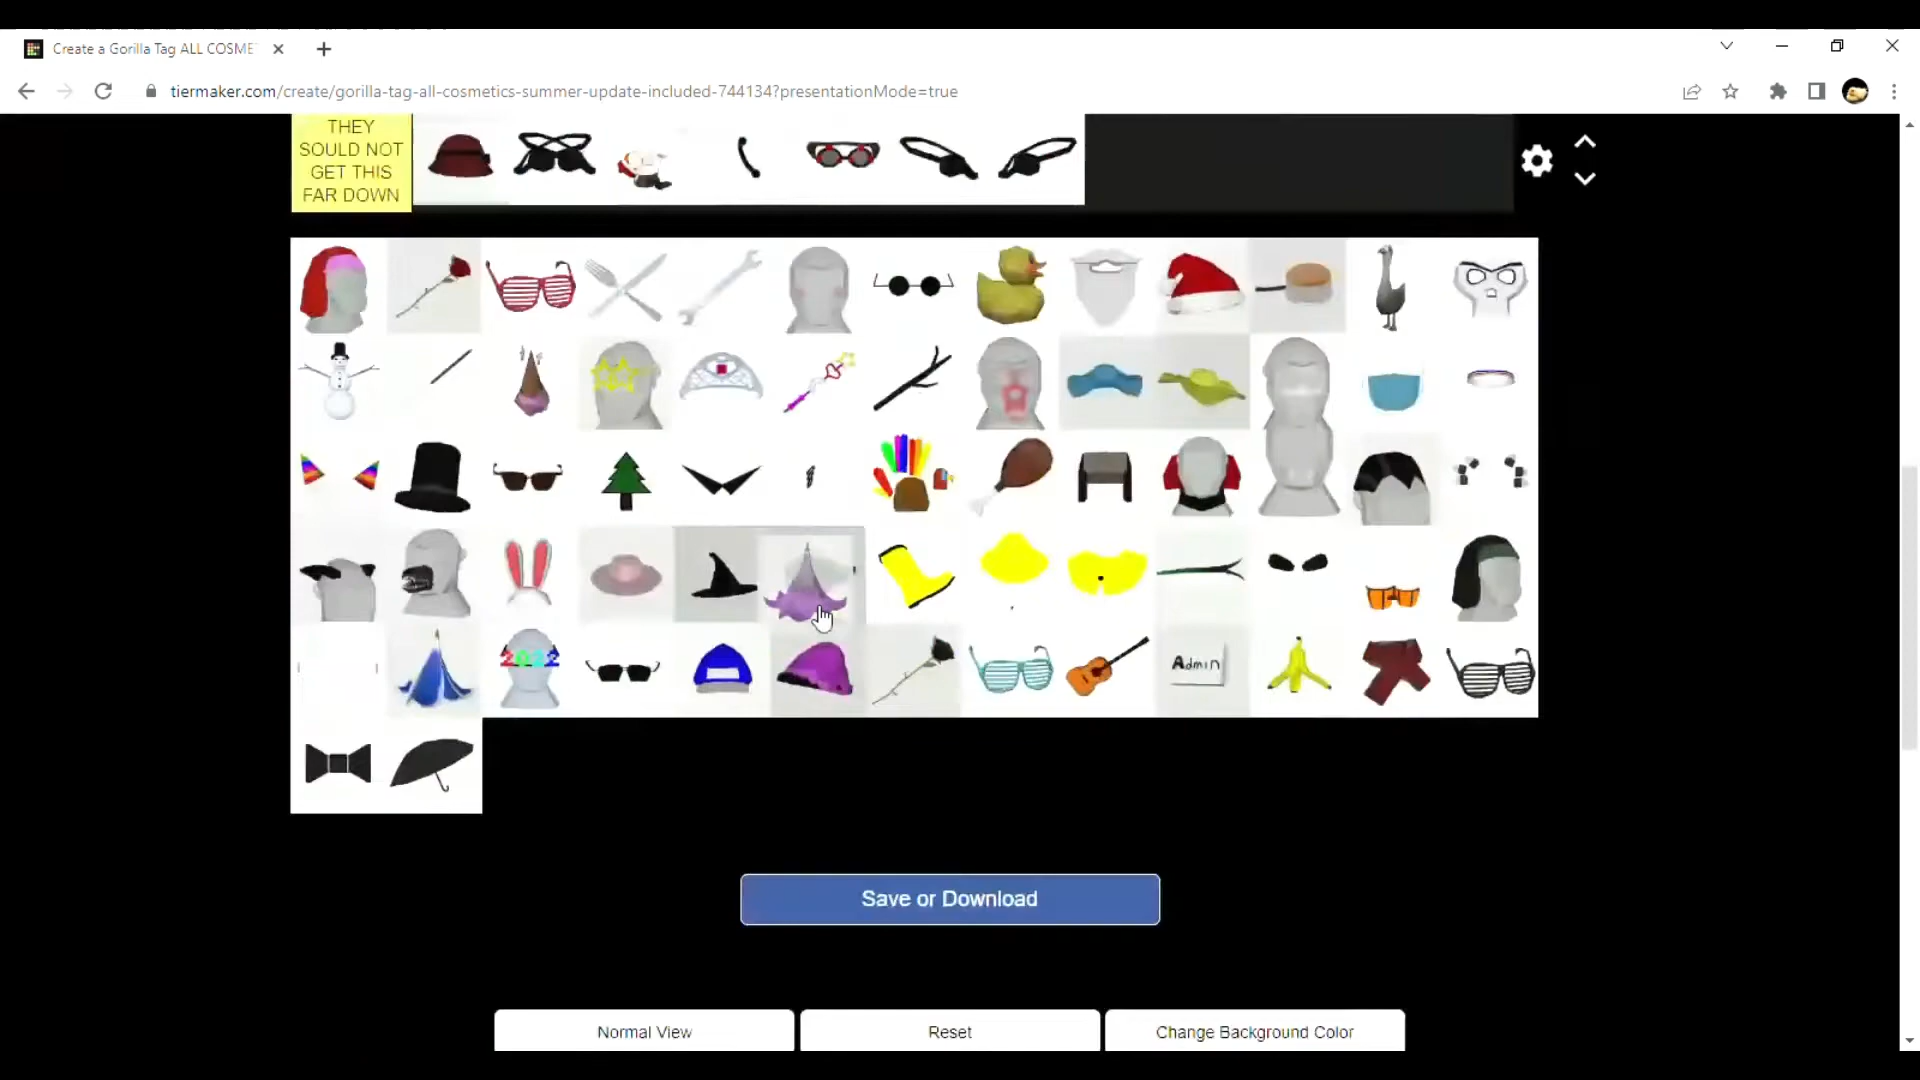 Create a Gorilla Tag ALL COSME
tiermaker.com/create/gorilla-tag-all-cosmetics-summer-update-included-744134?presentationMode=true
THEY
SOULD NOT
GET THIS
FAR DOWN
2022
Admin
Save or Download
Normal View
Reset
Change Background Color